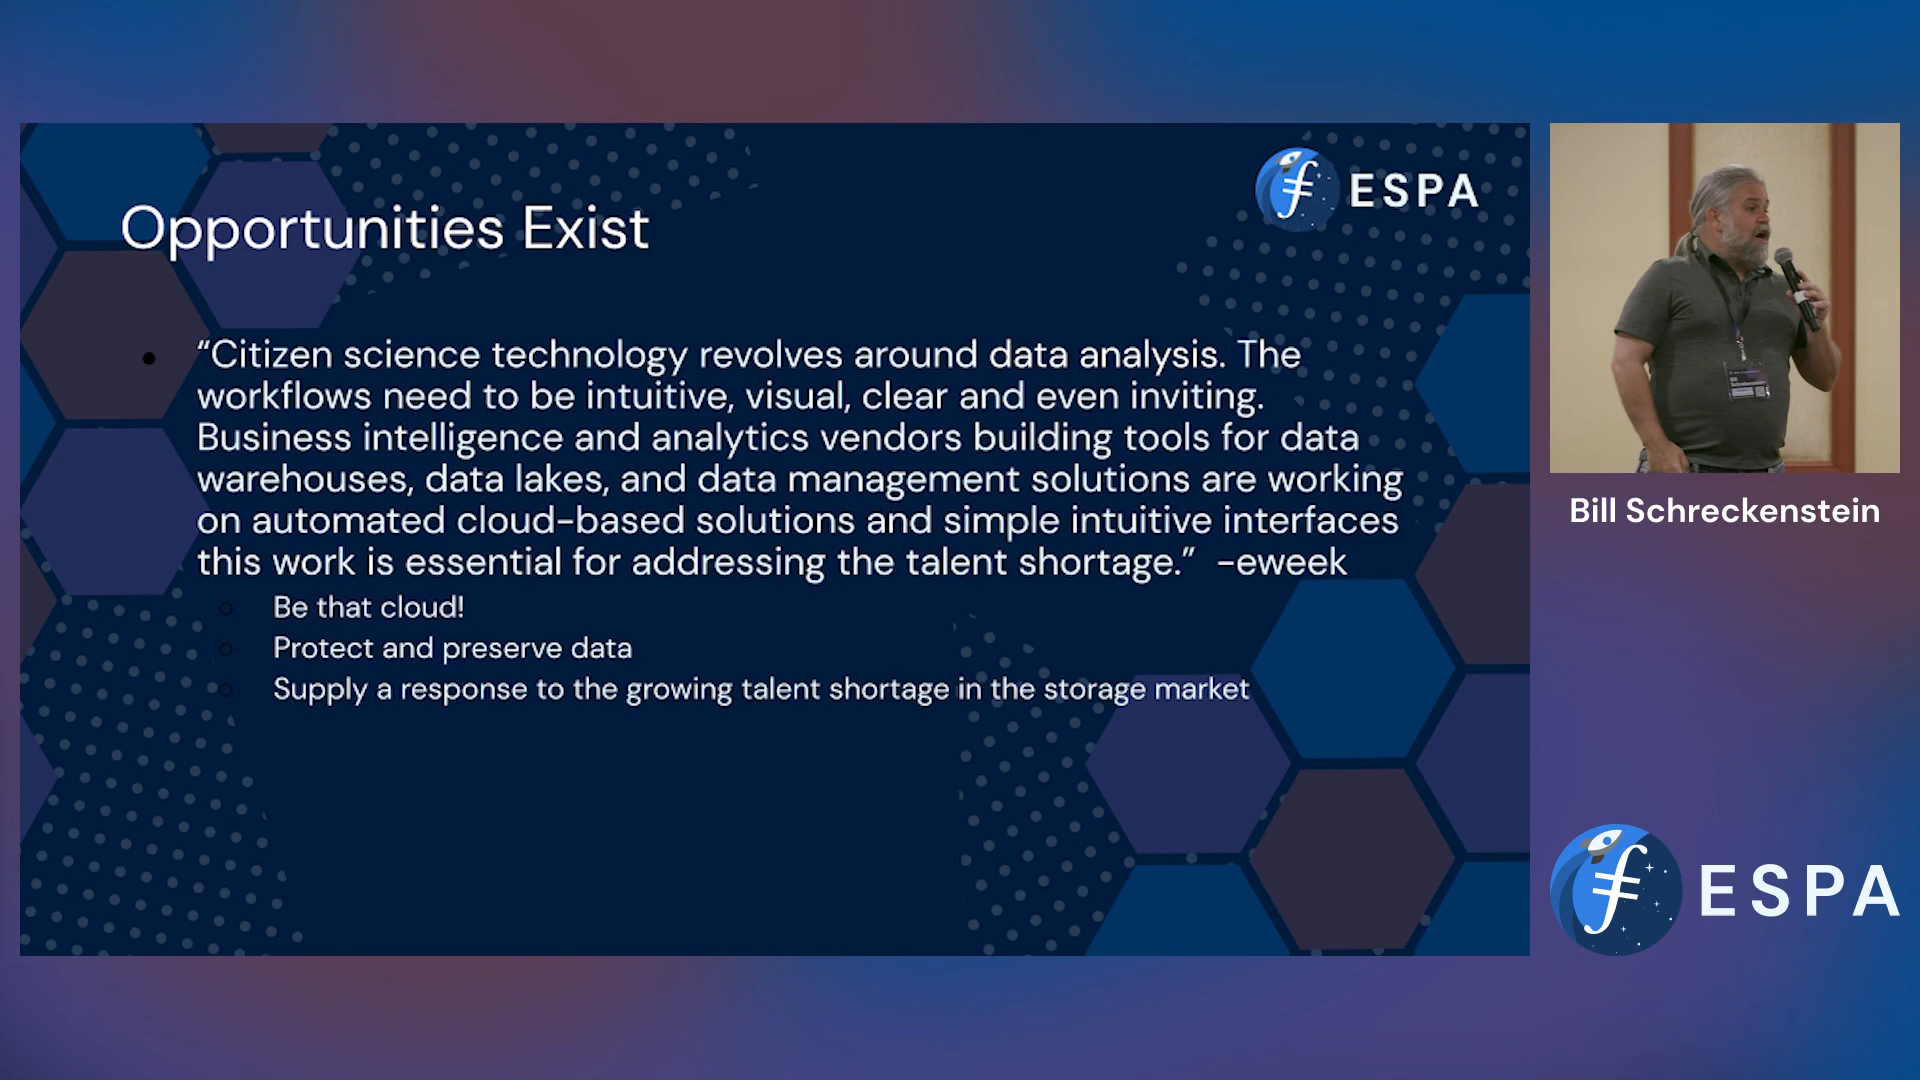 Opportunities Exist
ESPA
“Citizen science technology revolves around data analysis. The
workflows need to be intuitive, visual, clear and even inviting.
Business intelligence and analytics vendors building tools for data
warehouses, data lakes, and data management solutions are working
on automated cloud-based solutions and simple intuitive interfaces
this work is essential for addressing the talent shortage.” -eweek
Be that cloud!
Protect and preserve data
Supply a response to the growing talent shortage in the storage market
Bill Schreckenstein
ESPA